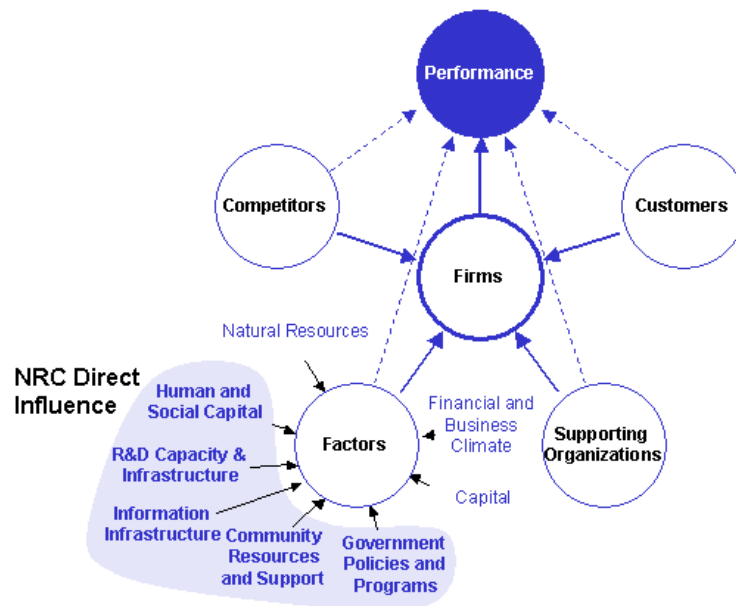 Performance
Competitors
Customers
Firms
Natural Resources
NRC Direct
Influence
Human and
Social Capital
Financial and
Business
Climate
Factors
Supporting
Organizations
R&D Capacity &
Infrastructure
Capital
Information
Infrastructure
Community
Resources
and Support
Government
Policies and
Programs